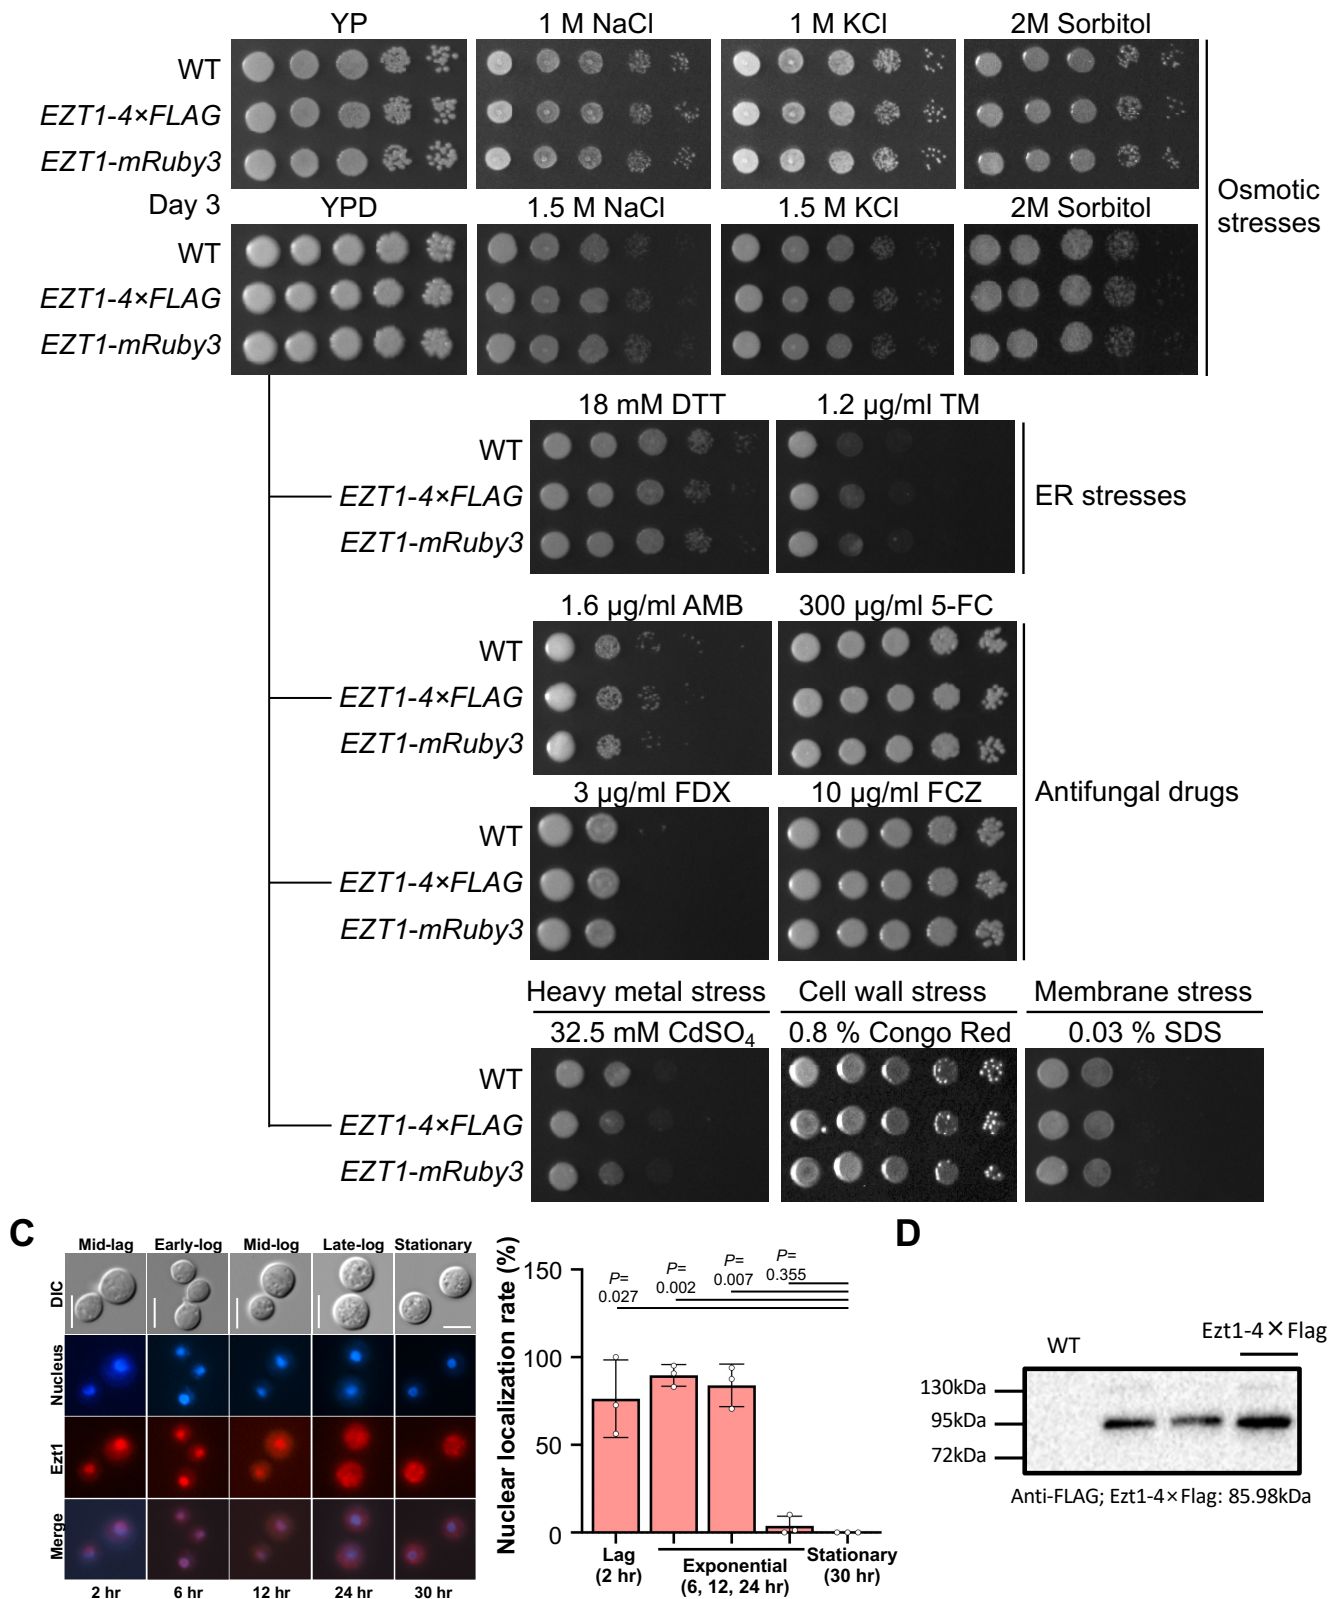 YP 1 M NaCl 1 M KCl 2M Sorbitol
WT
EZT1-4×FLAG
EZT1-mRuby3
Day 3 YPD 1.5 M NaCl 1.5 M KCl 2M Sorbitol
WT
EZT1-4×FLAG
EZT1-mRuby3
Osmotic
stresses
18 mM DTT 1.2 µg/ml TM
WT
EZT1-4×FLAG
EZT1-mRuby3
ER stresses
1.6 µg/ml AMB 300 µg/ml 5-FC
WT
EZT1-4×FLAG
EZT1-mRuby3
3 µg/ml FDX 10 µg/ml FCZ
Antifungal drugs
WT
EZT1-4×FLAG
EZT1-mRuby3
Heavy metal stress Cell wall stress Membrane stress
32.5 mM CdSO₄ 0.8 % Congo Red 0.03 % SDS
WT
EZT1-4×FLAG
EZT1-mRuby3
C
Mid-lag Early-log Mid-log Late-log Stationary
DIC
Nucleus
Ezt1
Merge
2 hr 6 hr 12 hr 24 hr 30 hr
Nuclear localization rate (%)
150
100
50
0
P=
0.027
P=
0.002
P=
0.007
P=
0.355
Lag
(2 hr)
Exponential
(6, 12, 24 hr)
Stationary
(30 hr)
D
WT Ezt1-4×Flag
130kDa
95kDa
72kDa
Anti-FLAG; Ezt1-4×Flag: 85.98kDa